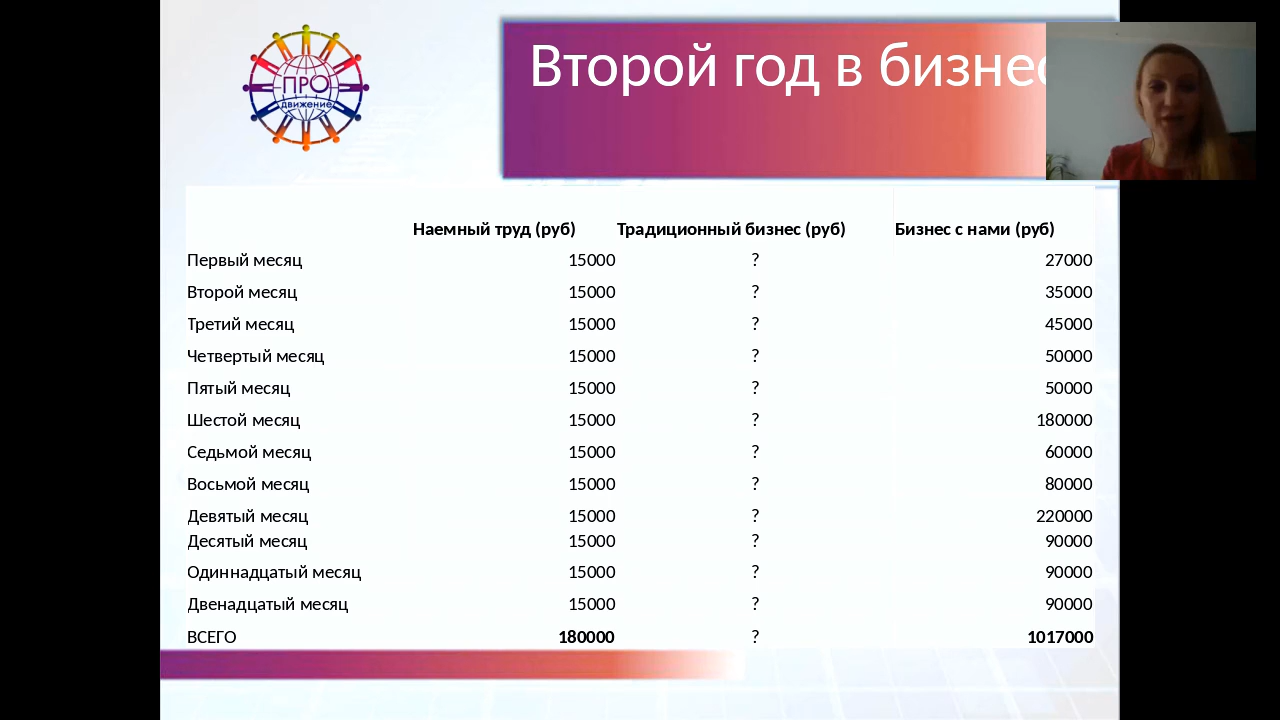 ПРО
движение
Второй год в бизнес
Наемный труд (руб) Традиционный бизнес (руб) Бизнес с нами (руб)
Первый месяц 15000 ? 27000
Второй месяц 15000 ? 35000
Третий месяц 15000 ? 45000
Четвертый месяц 15000 ? 50000
Пятый месяц 15000 ? 50000
Шестой месяц 15000 ? 180000
Седьмой месяц 15000 ? 60000
Восьмой месяц 15000 ? 80000
Девятый месяц 15000 ? 220000
Десятый месяц 15000 ? 90000
Одиннадцатый месяц 15000 ? 90000
Двенадцатый месяц 15000 ? 90000
ВСЕГО 180000 ? 1017000